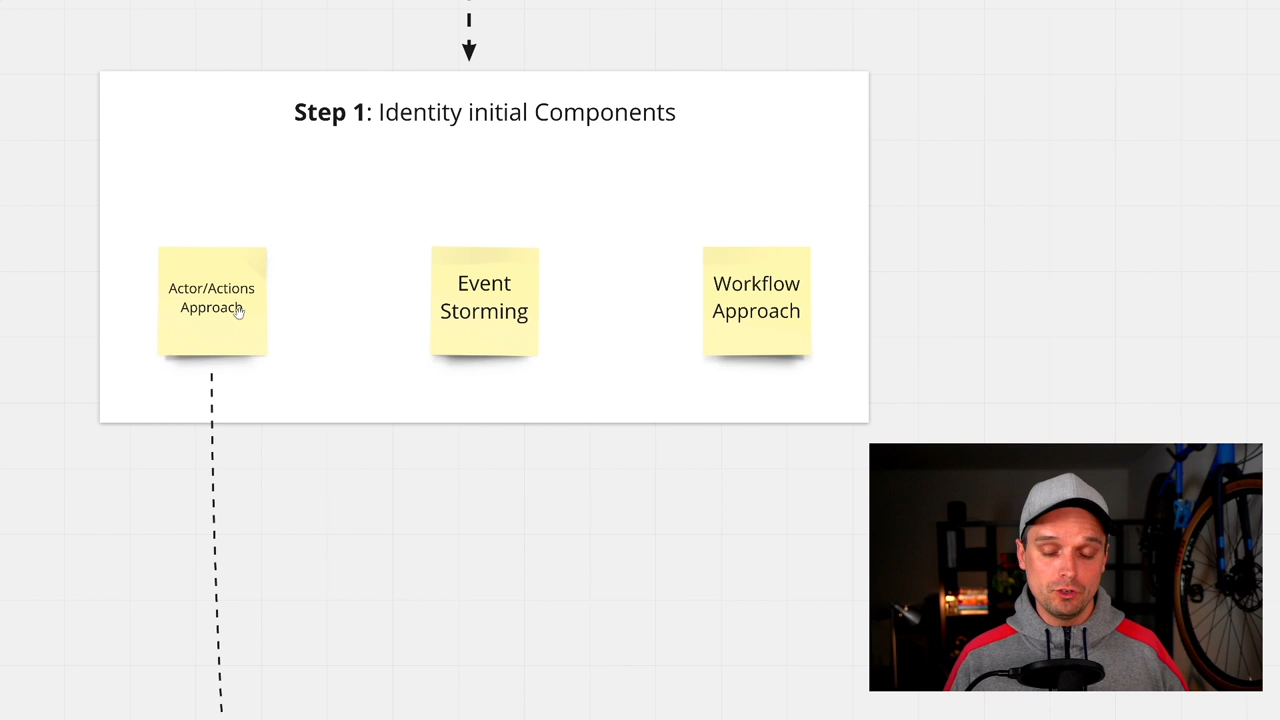 Step 1: Identity initial Components
Actor/Actions
Approach
Event
Storming
Workflow
Approach